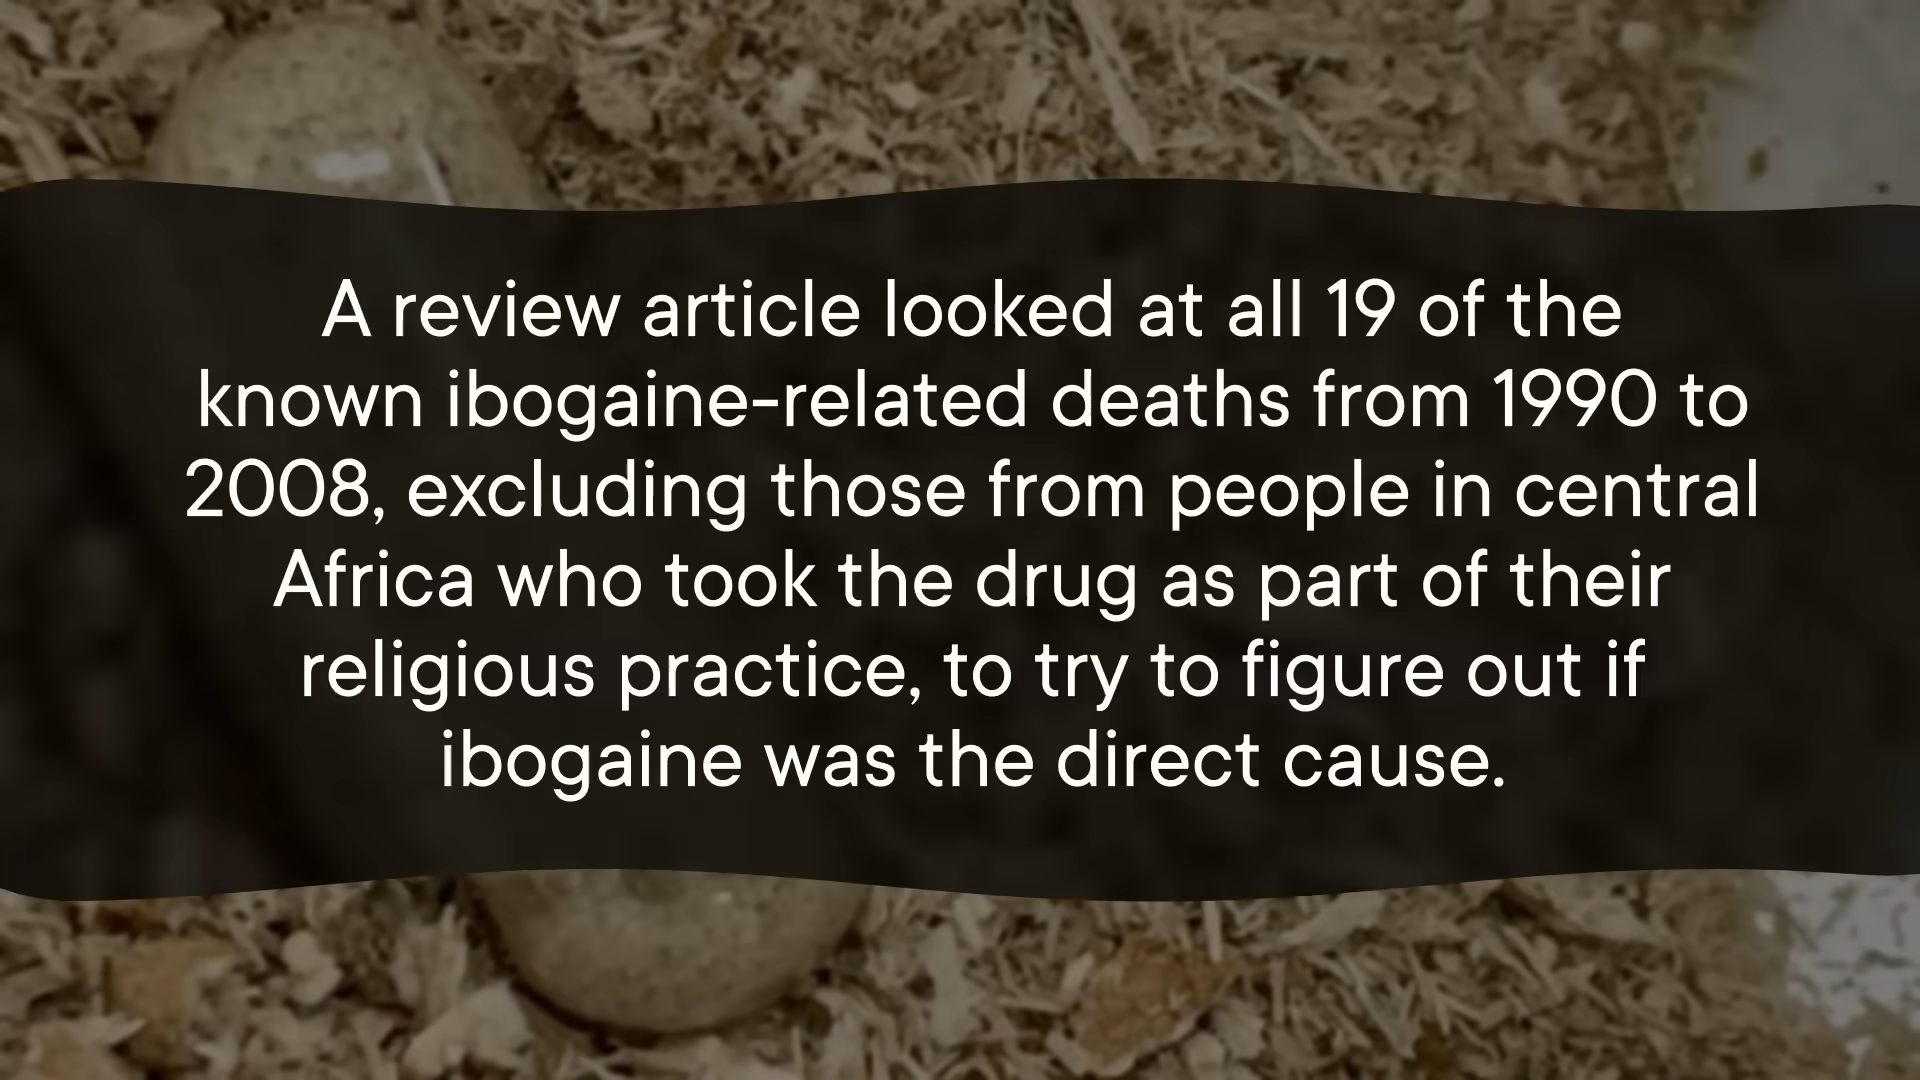 A review article looked at all 19 of the
known ibogaine-related deaths from 1990 to
2008, excluding those from people in central
Africa who took the drug as part of their
religious practice, to try to figure out if
ibogaine was the direct cause.